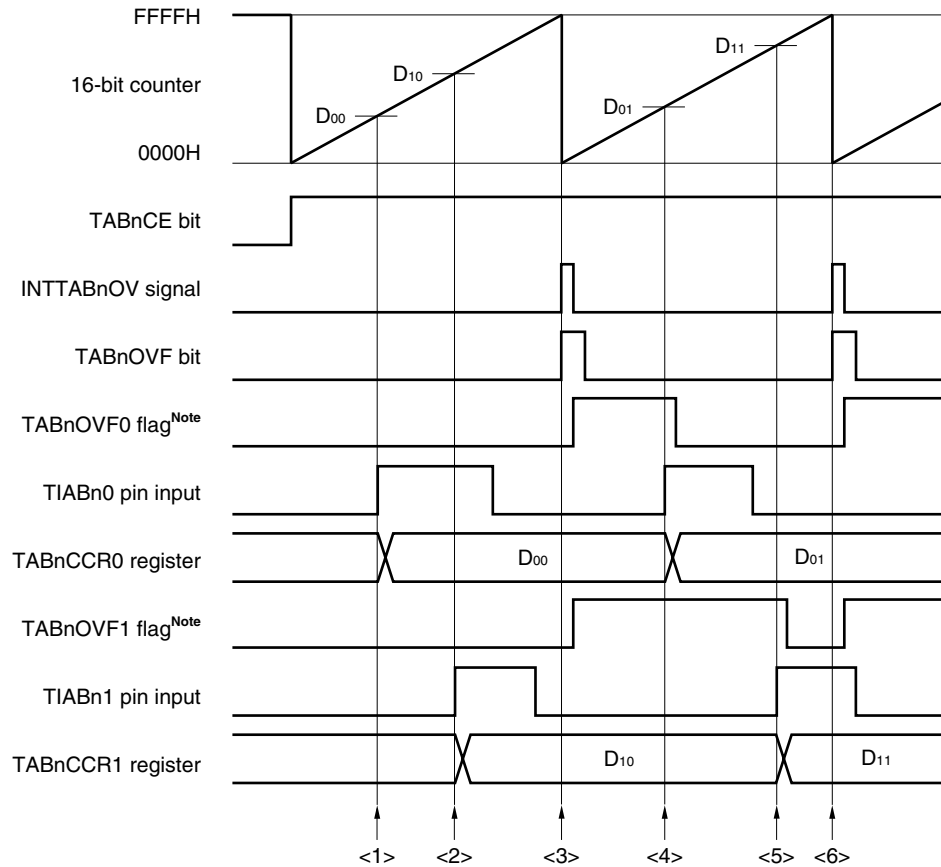 FFFFH
D11
D10
16-bit counter
D01
D00
0000H
TABnCE bit
INTTABnOV signal
TABnOVF bit
TABnOVF0 flagNote
TIABn0 pin input
TABnCCR0 register
D00
D01
TABnOVF1 flagNote
TIABn1 pin input
TABnCCR1 register
D10
D11
<1>
<2>
<3>
<4>
<5>
<6>